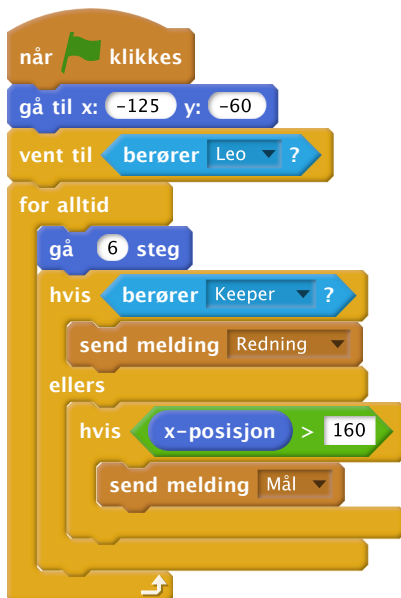 når klikkes
gå til x: -125 y: -60
vent til berører Leo ?
for alltid
gå 6 steg
hvis berører Keeper ?
send melding Redning
ellers
hvis x-posisjon > 160
send melding Mål